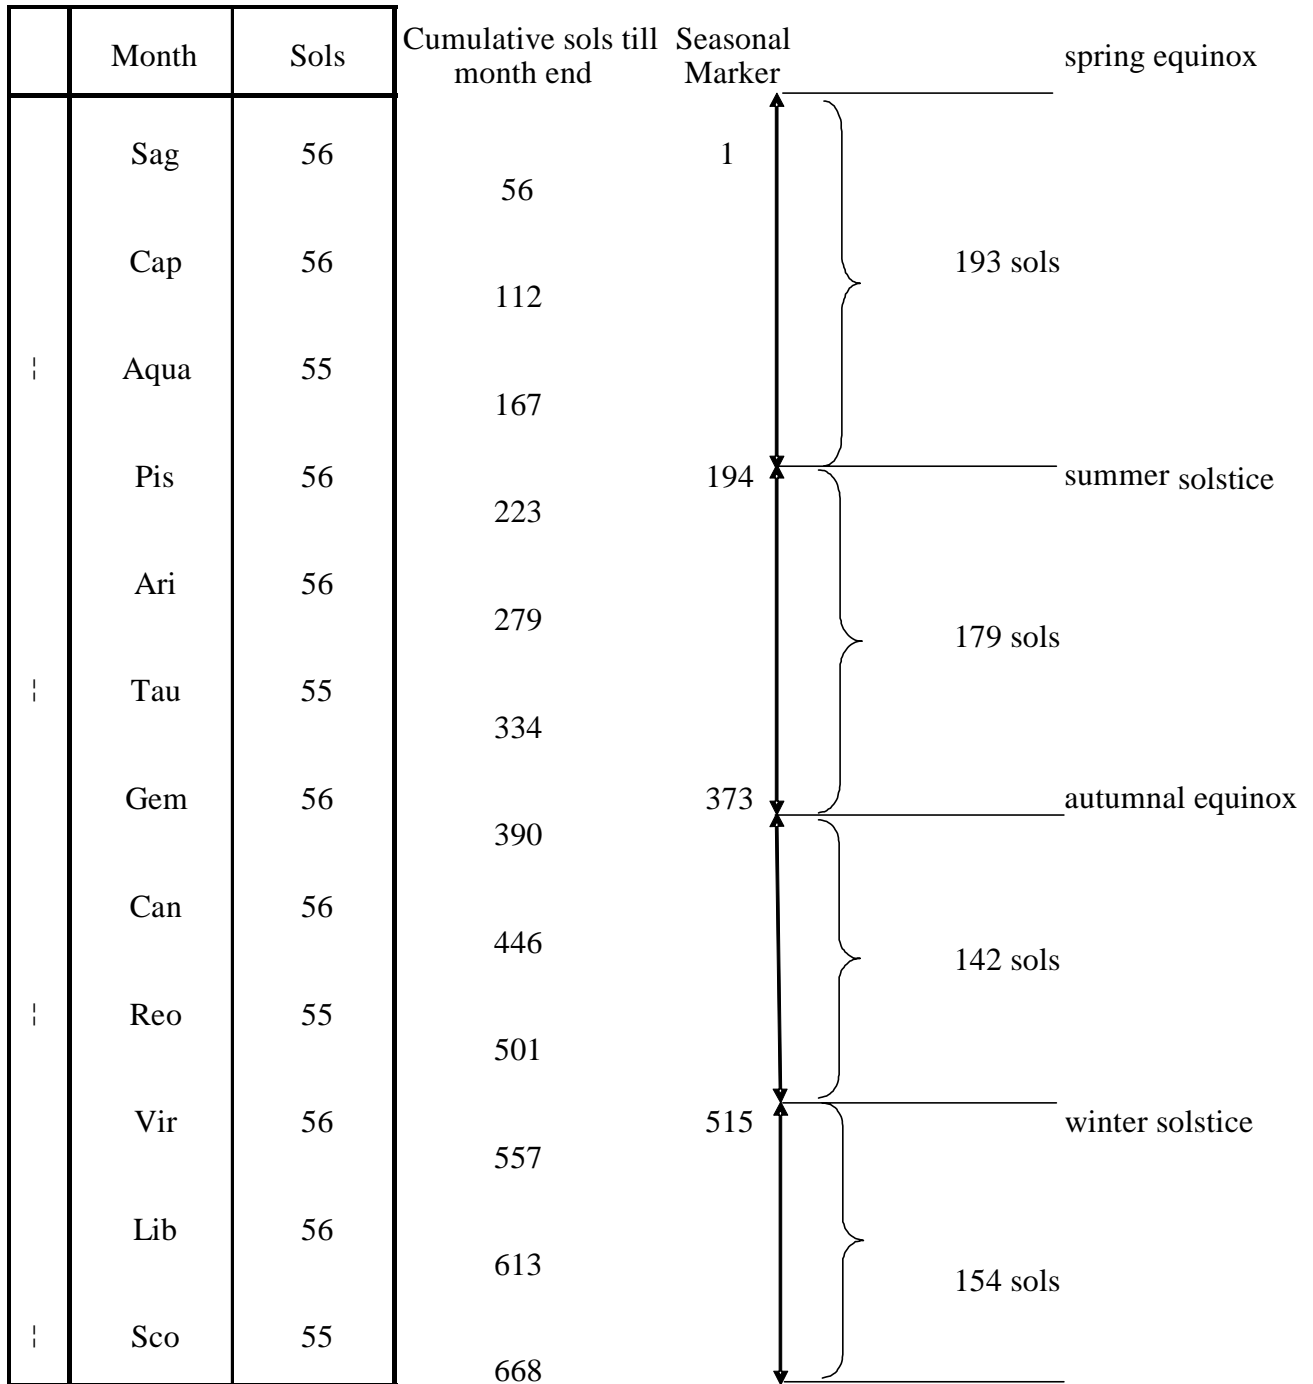 Month Sols Cumulative sols till month end Seasonal Marker spring equinox
Sag 56 1
56
Cap 56 193 sols
112
¦ Aqua 55
167
Pis 56 194 summer solstice
223
Ari 56
279
179 sols
¦ Tau 55
334
Gem 56 373 autumnal equinox
390
Can 56
446
142 sols
¦ Reo 55
501
Vir 56 515 winter solstice
557
Lib 56
613
154 sols
¦ Sco 55
668